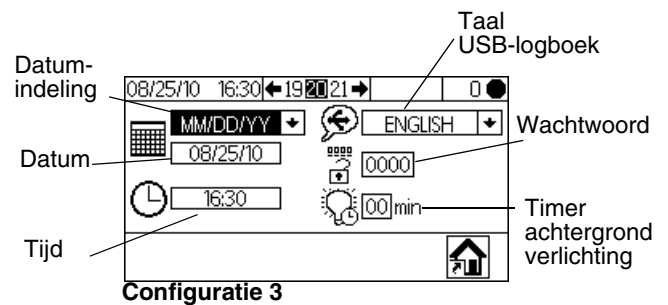 Taal
USB-logboek
Datum-
indeling
08/25/10 16:30 19 20 21 0
MM/DD/YY ENGLISH
Wachtwoord
Datum
08/25/10
0000
16:30
00 min
Timer
achtergrond
verlichting
Tijd
Configuratie 3